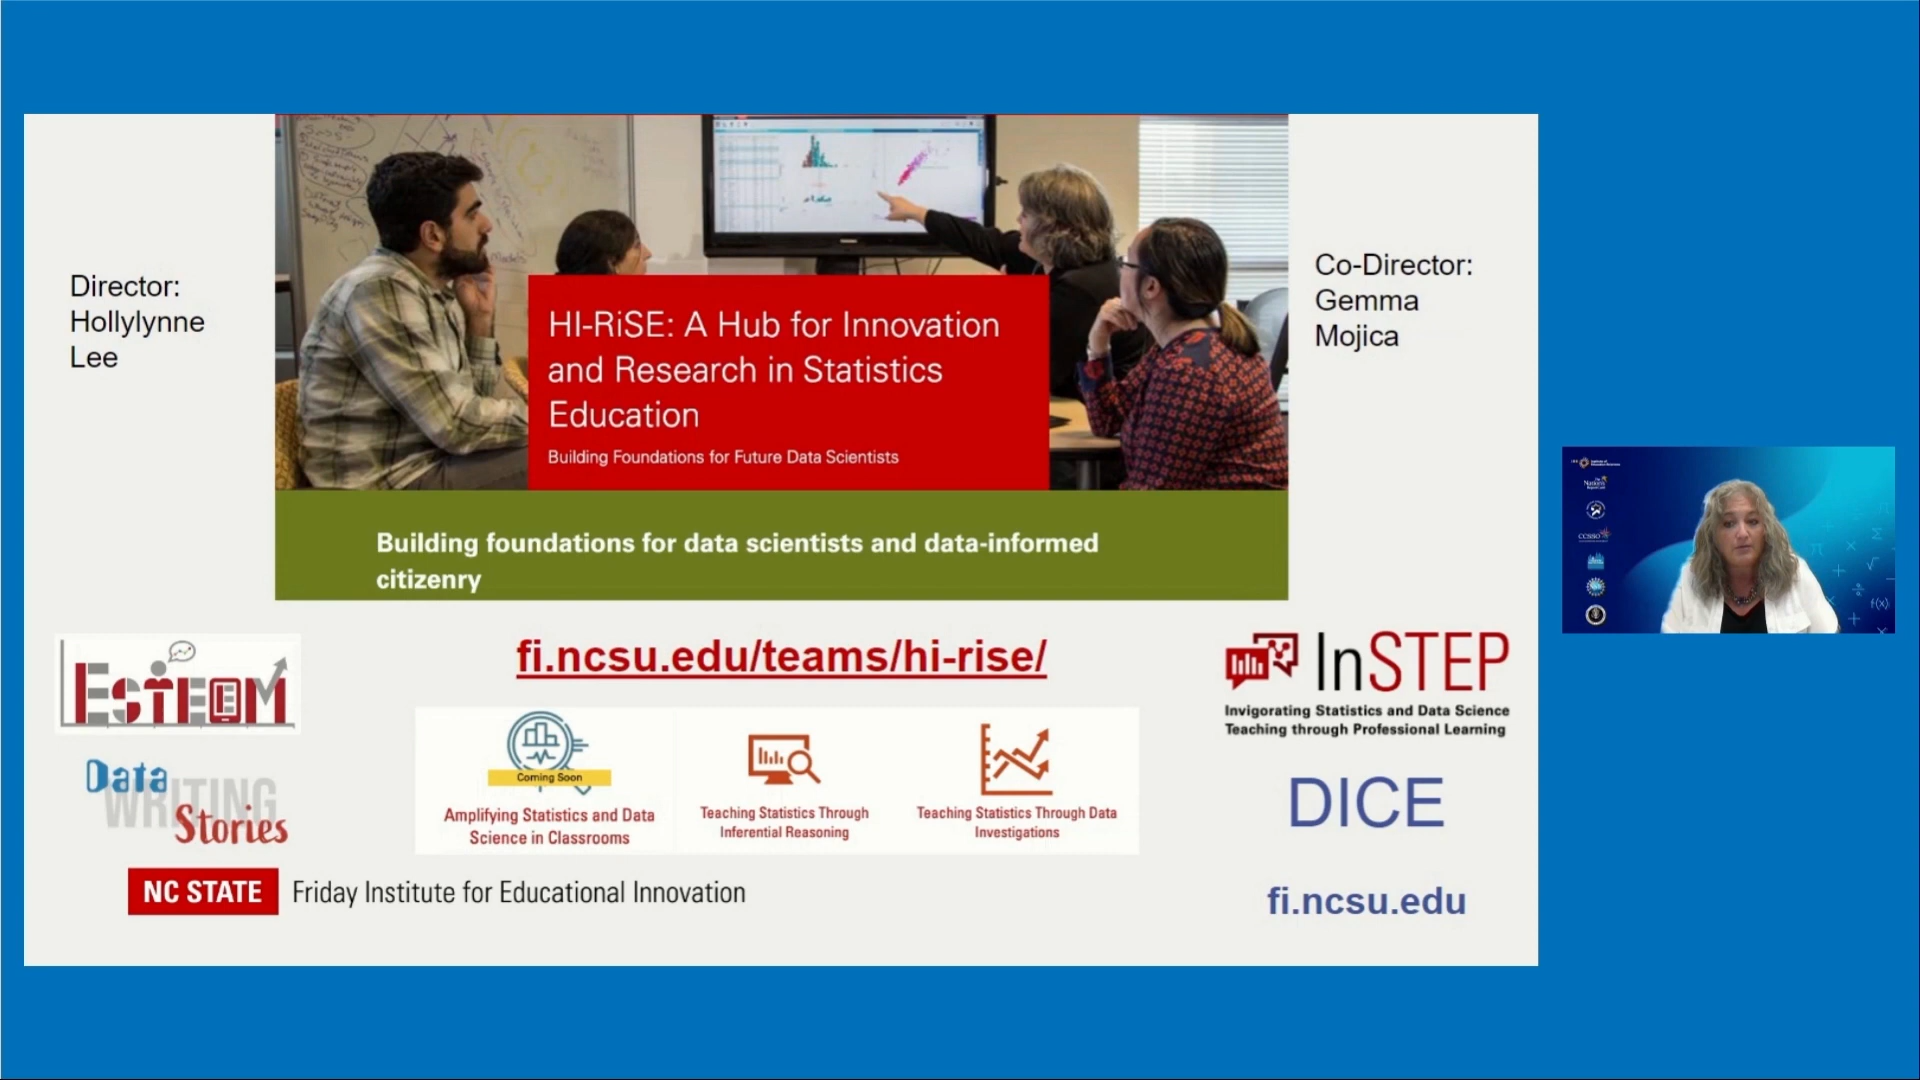 Director:
Hollylynne
Lee
HI-RiSE: A Hub for Innovation
and Research in Statistics
Education
Building Foundations for Future Data Scientists
Co-Director:
Gemma
Mojica
Building foundations for data scientists and data-informed
citizenry
fi.ncsu.edu/teams/hi-rise/
ESTEEM
Data
WRITING
Stories
Coming Soon
Amplifying Statistics and Data
Science in Classrooms
Teaching Statistics Through
Inferential Reasoning
Teaching Statistics Through Data
Investigations
InSTEP
Invigorating Statistics and Data Science
Teaching through Professional Learning
DICE
NC STATE Friday Institute for Educational Innovation
fi.ncsu.edu
CCSSO
f(x)